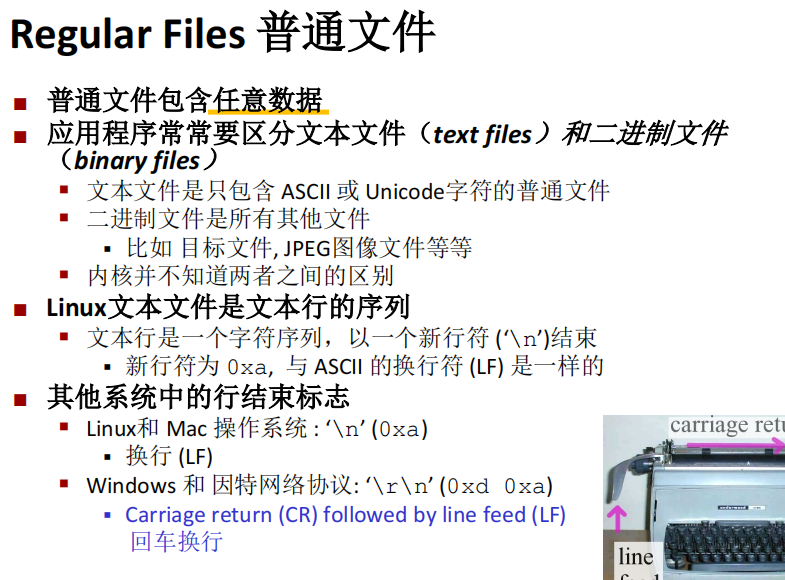 Regular Files 普通文件
普通文件包含任意数据
应用程序常常要区分文本文件（text files）和二进制文件
（binary files）
文本文件是只包含 ASCII 或 Unicode字符的普通文件
二进制文件是所有其他文件
比如 目标文件, JPEG图像文件等等
内核并不知道两者之间的区别
Linux文本文件是文本行的序列
文本行是一个字符序列，以一个新行符 (‘\n’)结束
新行符为 0xa, 与 ASCII 的换行符 (LF) 是一样的
其他系统中的行结束标志
Linux和 Mac 操作系统 : ‘\n’ (0xa)
换行 (LF)
Windows 和 因特网络协议: ‘\r\n’ (0xd 0xa)
Carriage return (CR) followed by line feed (LF)
回车换行
carriage retu
line